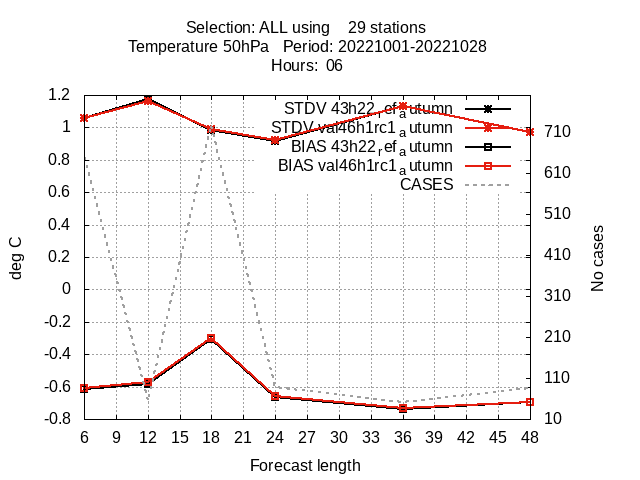 Selection: ALL using    29 stations
Temperature 50hPa   Period: 20221001-20221028
Hours:  06
STDV 43h22_ref_autumn
STDV val46h1rc1_autumn
BIAS 43h22_ref_autumn
BIAS val46h1rc1_autumn
CASES
1.2
1
0.8
0.6
0.4
0.2
0
-0.2
-0.4
-0.6
-0.8
deg C
710
610
510
410
310
210
110
10
No cases
6 9 12 15 18 21 24 27 30 33 36 39 42 45 48
Forecast length